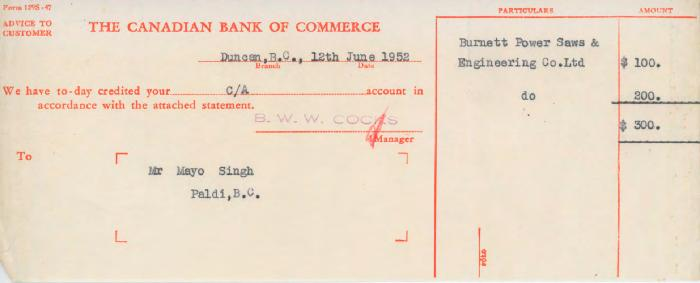 Form 129S-47
ADVICE TO
CUSTOMER
THE CANADIAN BANK OF COMMERCE
Duncan,B.C., 12th June 1952
Branch Date
We have to-day credited your C/A account in
accordance with the attached statement.
B. W. W. COCKS
Manager
To
Mr Mayo Singh
Paldi,B.C.
PARTICULARS AMOUNT
Burnett Power Saws &
Engineering Co.Ltd $ 100.
do 200.
$ 300.
FOLO